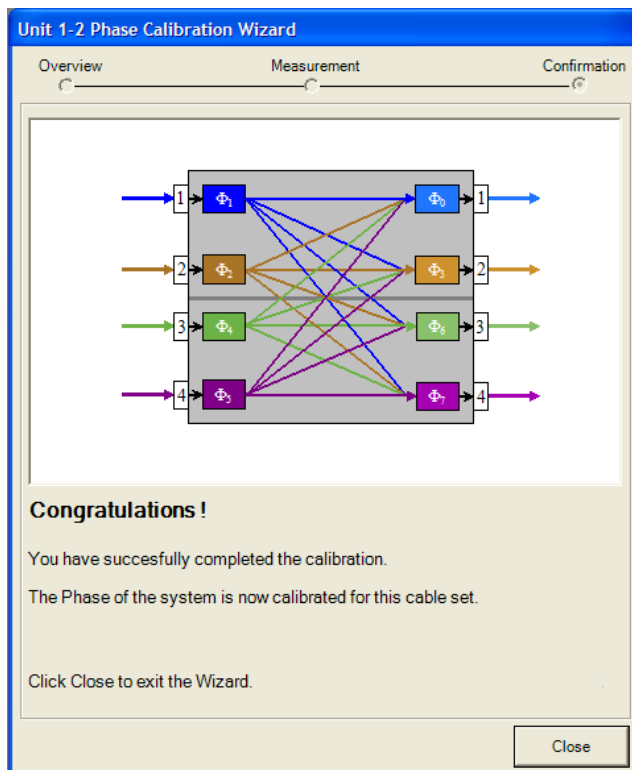 Unit 1-2 Phase Calibration Wizard
Overview Measurement Confirmation
1 Φ1 Φ0 1
2 Φ2 Φ3 2
3 Φ4 Φ6 3
4 Φ5 Φ7 4
Congratulations !
You have succesfully completed the calibration.
The Phase of the system is now calibrated for this cable set.
Click Close to exit the Wizard.
Close